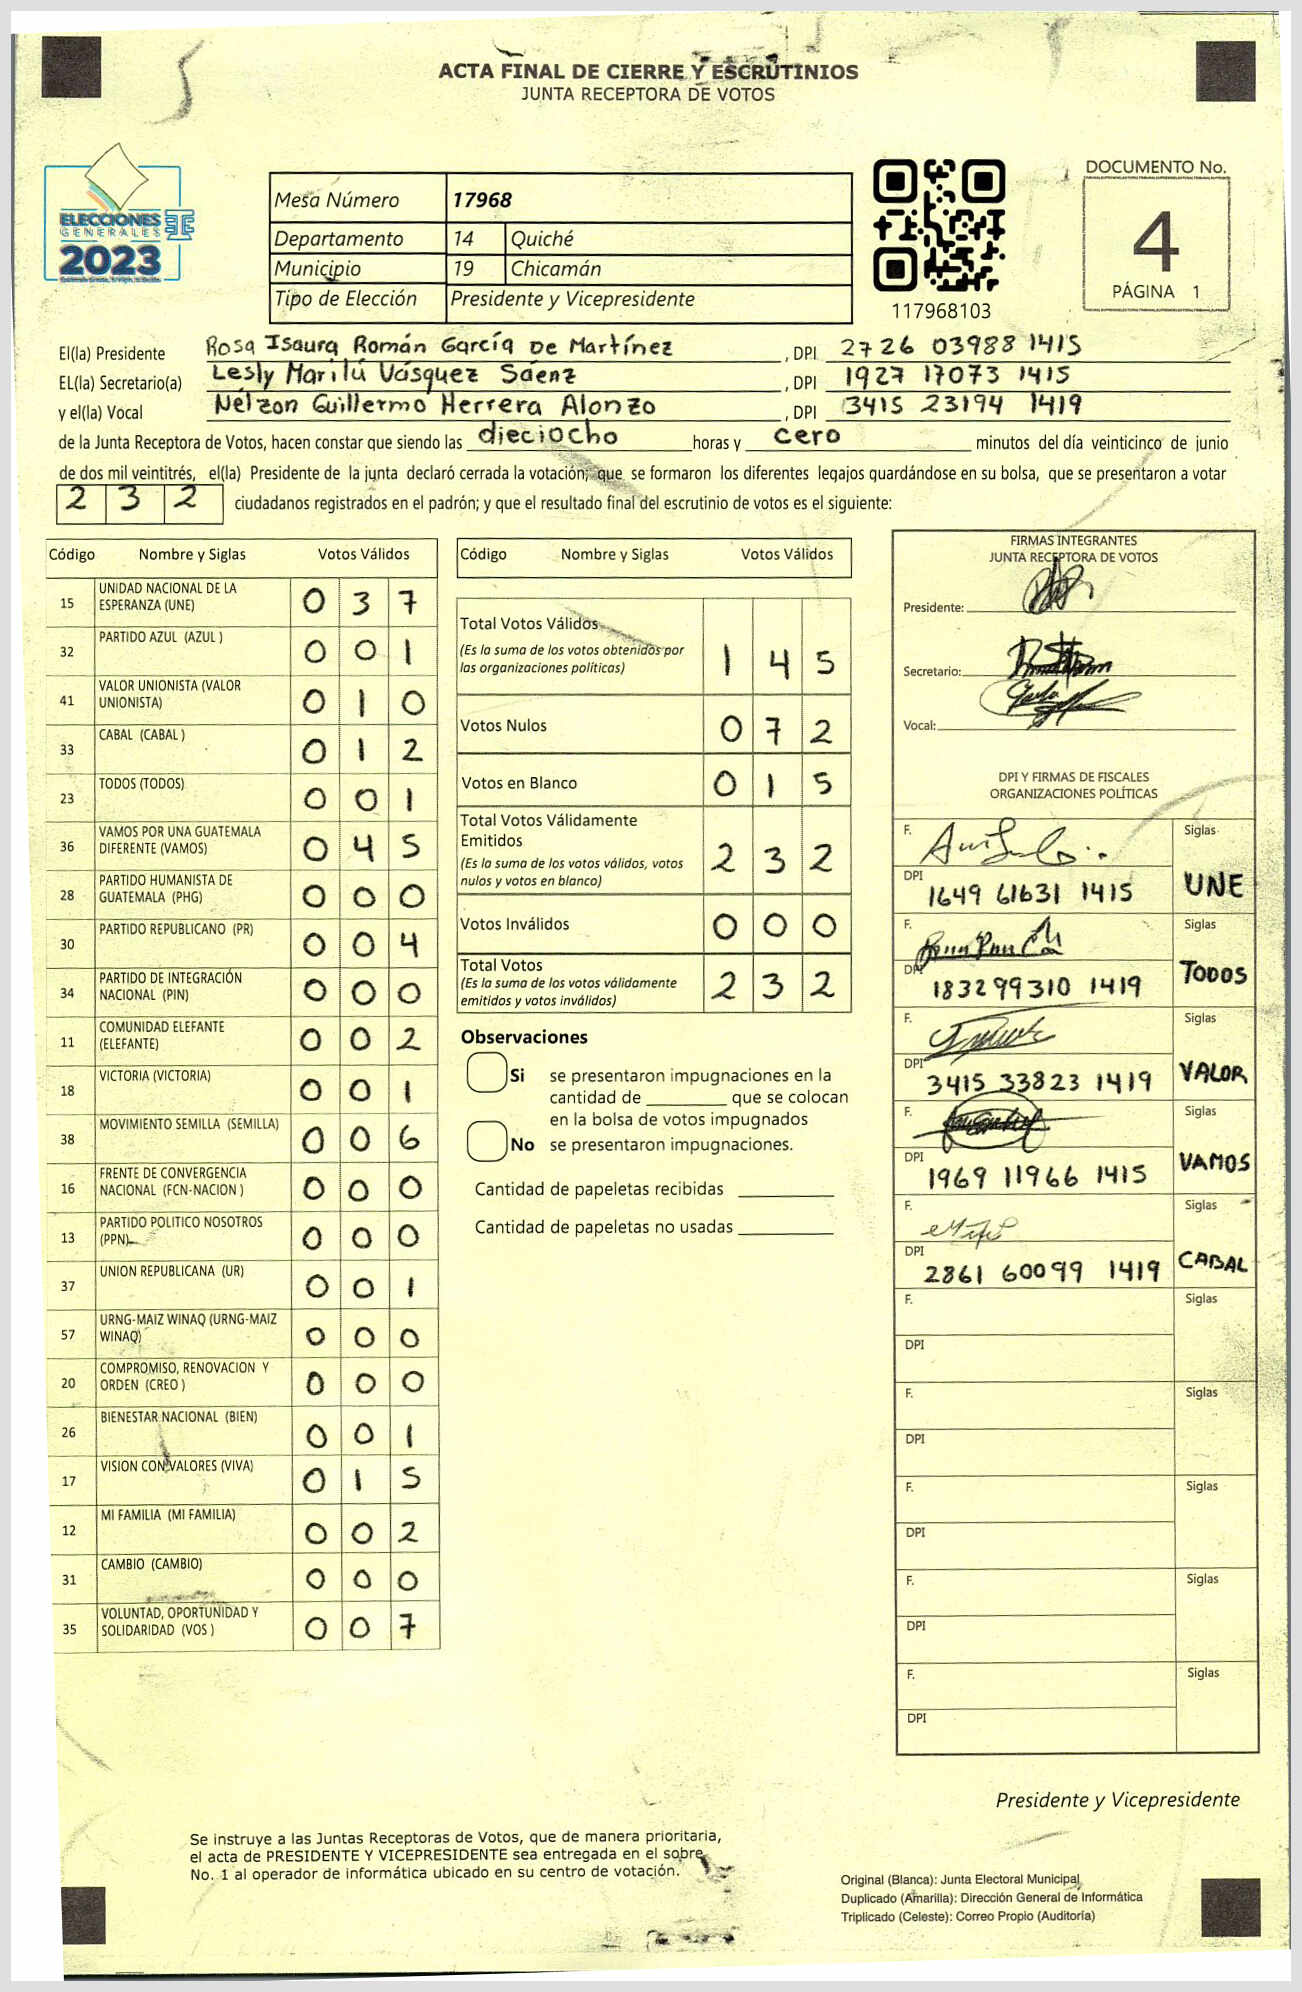 ACTA FINAL DE CIERRE Y ESCRUTINIOS
JUNTA RECEPTORA DE VOTOS
ELECCIONES
GENERALES
2023
Mesa Número 17968
Departamento 14 Quiché
Municipio 19 Chicamán
Tipo de Elección Presidente y Vicepresidente
117968103
DOCUMENTO No.
4
PÁGINA 1
El(la) Presidente Rosa Isaura Román García De Martínez, DPI 2726 03988 1415
EL(la) Secretario(a) Lesly Marilú Vásquez Sáenz, DPI 1927 17073 1415
y el(la) Vocal Nélzon Guillermo Herrera Alonzo, DPI 3415 23194 1419
de la Junta Receptora de Votos, hacen constar que siendo las dieciocho horas y cero minutos del día veinticinco de junio
de dos mil veintitrés, el(la) Presidente de la junta declaró cerrada la votación; que se formaron los diferentes legajos guardándose en su bolsa, que se presentaron a votar
2 3 2 ciudadanos registrados en el padrón; y que el resultado final del escrutinio de votos es el siguiente:
Código Nombre y Siglas Votos Válidos
15 UNIDAD NACIONAL DE LA
ESPERANZA (UNE) 0 3 7
32 PARTIDO AZUL (AZUL ) 0 0 1
41 VALOR UNIONISTA (VALOR
UNIONISTA) 0 1 0
33 CABAL (CABAL ) 0 1 2
23 TODOS (TODOS) 0 0 1
36 VAMOS POR UNA GUATEMALA
DIFERENTE (VAMOS) 0 4 5
28 PARTIDO HUMANISTA DE
GUATEMALA (PHG) 0 0 0
30 PARTIDO REPUBLICANO (PR) 0 0 4
34 PARTIDO DE INTEGRACIÓN
NACIONAL (PIN) 0 0 0
11 COMUNIDAD ELEFANTE
(ELEFANTE) 0 0 2
18 VICTORIA (VICTORIA) 0 0 1
38 MOVIMIENTO SEMILLA (SEMILLA) 0 0 6
16 FRENTE DE CONVERGENCIA
NACIONAL (FCN-NACION ) 0 0 0
13 PARTIDO POLITICO NOSOTROS
(PPN) 0 0 0
37 UNION REPUBLICANA (UR) 0 0 1
57 URNG-MAIZ WINAQ (URNG-MAIZ
WINAQ) 0 0 0
20 COMPROMISO, RENOVACION Y
ORDEN (CREO ) 0 0 0
26 BIENESTAR NACIONAL (BIEN) 0 0 1
17 VISION CON VALORES (VIVA) 0 1 5
12 MI FAMILIA (MI FAMILIA) 0 0 2
31 CAMBIO (CAMBIO) 0 0 0
35 VOLUNTAD, OPORTUNIDAD Y
SOLIDARIDAD (VOS ) 0 0 7
Código Nombre y Siglas Votos Válidos
Total Votos Válidos
(Es la suma de los votos obtenidos por
las organizaciones políticas) 1 4 5
Votos Nulos 0 7 2
Votos en Blanco 0 1 5
Total Votos Válidamente
Emitidos
(Es la suma de los votos válidos, votos
nulos y votos en blanco) 2 3 2
Votos Inválidos 0 0 0
Total Votos
(Es la suma de los votos válidamente
emitidos y votos inválidos) 2 3 2
Observaciones
Si se presentaron impugnaciones en la
cantidad de ________ que se colocan
en la bolsa de votos impugnados
No se presentaron impugnaciones.
Cantidad de papeletas recibidas
Cantidad de papeletas no usadas
FIRMAS INTEGRANTES
JUNTA RECEPTORA DE VOTOS
Presidente:
Secretario:
Vocal:
DPI Y FIRMAS DE FISCALES
ORGANIZACIONES POLÍTICAS
F. Siglas
DPI 1649 61631 1415 UNE
F. Siglas
DPI 1832 99310 1419 TODOS
F. Siglas
DPI 3415 33823 1419 VALOR
F. Siglas
DPI 1969 11966 1415 VAMOS
F. Siglas
DPI 2861 60099 1419 CABAL
F. Siglas
DPI
F. Siglas
DPI
F. Siglas
DPI
F. Siglas
DPI
F. Siglas
DPI
Presidente y Vicepresidente
Se instruye a las Juntas Receptoras de Votos, que de manera prioritaria,
el acta de PRESIDENTE Y VICEPRESIDENTE sea entregada en el sobre
No. 1 al operador de informática ubicado en su centro de votación.
Original (Blanca): Junta Electoral Municipal
Duplicado (Amarilla): Dirección General de Informática
Triplicado (Celeste): Correo Propio (Auditoría)